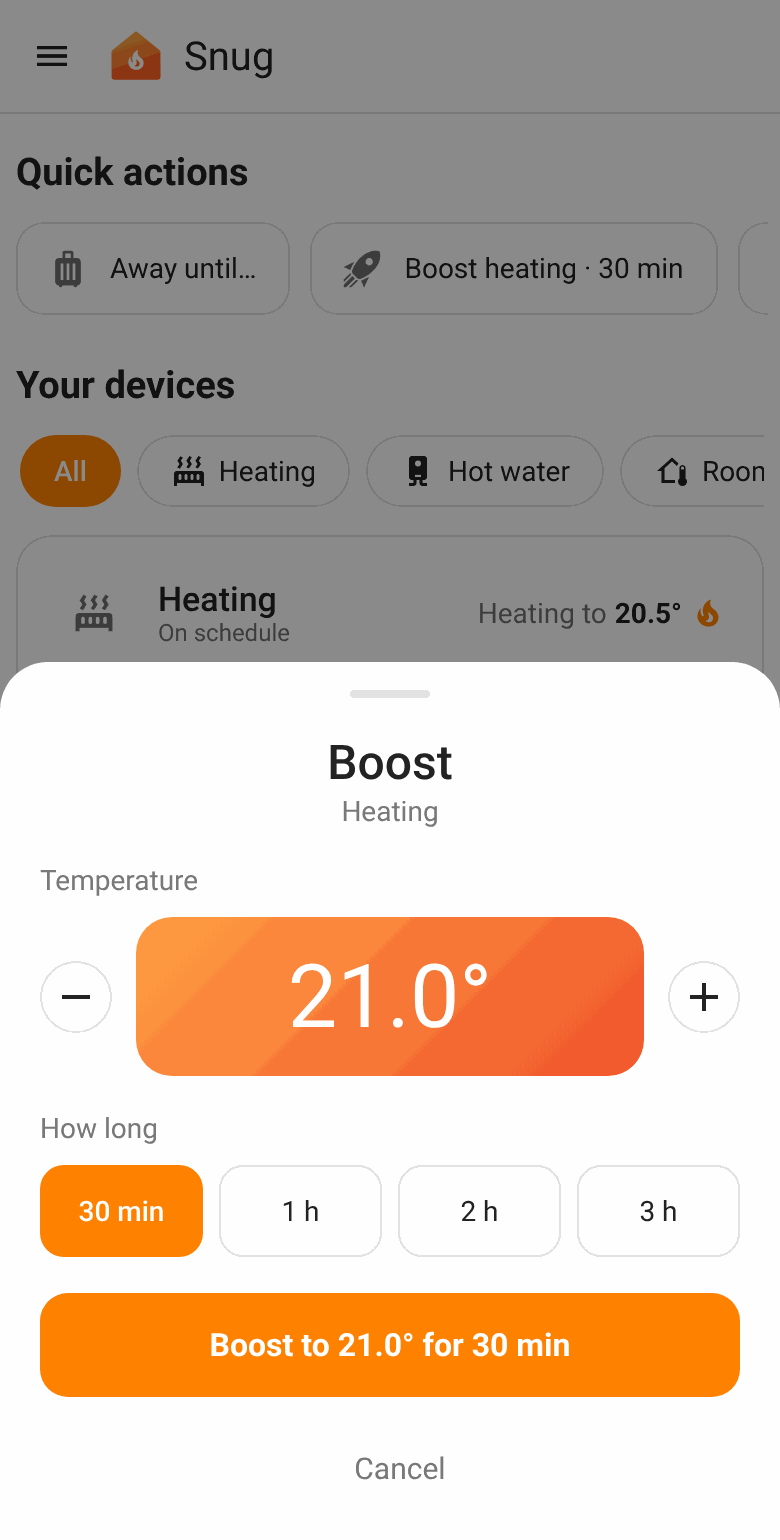 Snug
Quick actions
Away until…
Boost heating · 30 min
Your devices
All
Heating
Hot water
Room
Heating
On schedule
Heating to 20.5°
Boost
Heating
Temperature
21.0°
How long
30 min
1 h
2 h
3 h
Boost to 21.0° for 30 min
Cancel